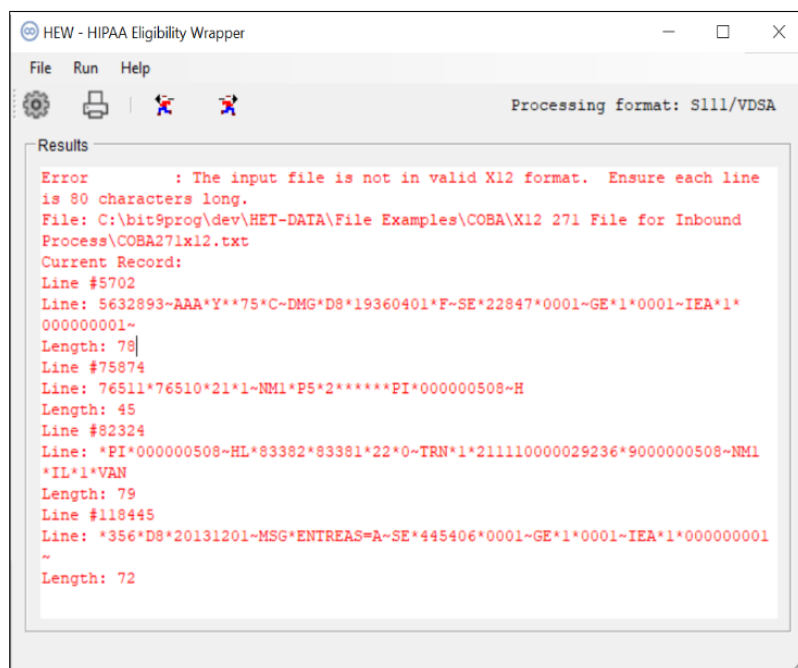 HEW - HIPAA Eligibility Wrapper
File Run Help
Processing format: S111/VDSA
Results
Error : The input file is not in valid X12 format. Ensure each line
is 80 characters long.
File: C:\bit9prog\dev\HET-DATA\File Examples\COBA\X12 271 File for Inbound
Process\COBA271x12.txt
Current Record:
Line #5702
Line: 5632893~AAA*Y**75*C~DMG*D8*19360401*F~SE*22847*0001~GE*1*0001~IEA*1*
000000001~
Length: 78
Line #75874
Line: 76511*76510*21*1~NM1*P5*2******PI*000000508~H
Length: 45
Line #82324
Line: *PI*000000508~HL*83382*83381*22*0~TRN*1*211110000029236*9000000508~NM1
*IL*1*VAN
Length: 79
Line #118445
Line: *356*D8*20131201~MSG*ENTREAS=A~SE*445406*0001~GE*1*0001~IEA*1*000000001
~
Length: 72